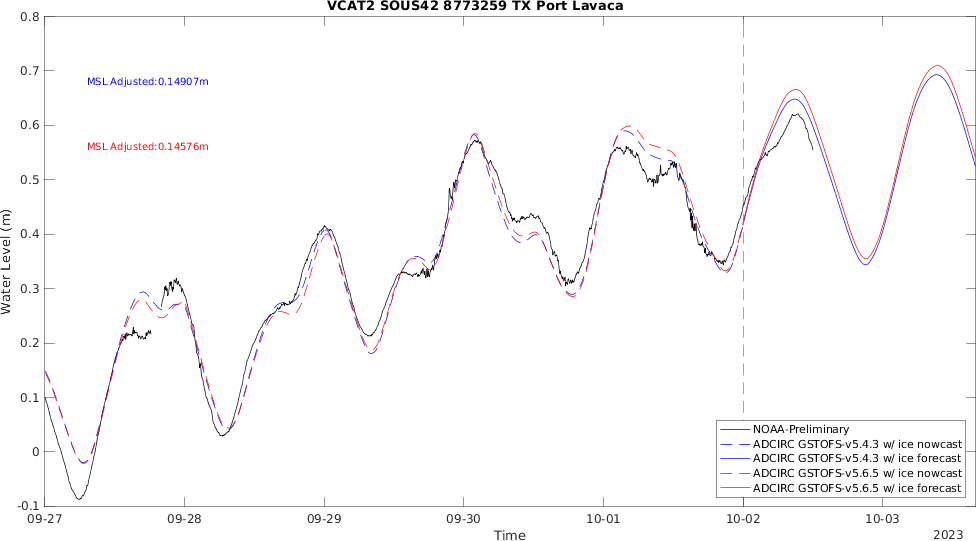 VCAT2 SOUS42 8773259 TX Port Lavaca
0.8
0.7
0.6
0.5
0.4
0.3
0.2
0.1
0
-0.1
Water Level (m)
MSL Adjusted:0.14907m
MSL Adjusted:0.14576m
NOAA-Preliminary
ADCIRC GSTOFS-v5.4.3 w/ ice nowcast
ADCIRC GSTOFS-v5.4.3 w/ ice forecast
ADCIRC GSTOFS-v5.6.5 w/ ice nowcast
ADCIRC GSTOFS-v5.6.5 w/ ice forecast
09-27 09-28 09-29 09-30 10-01 10-02 10-03
Time
2023